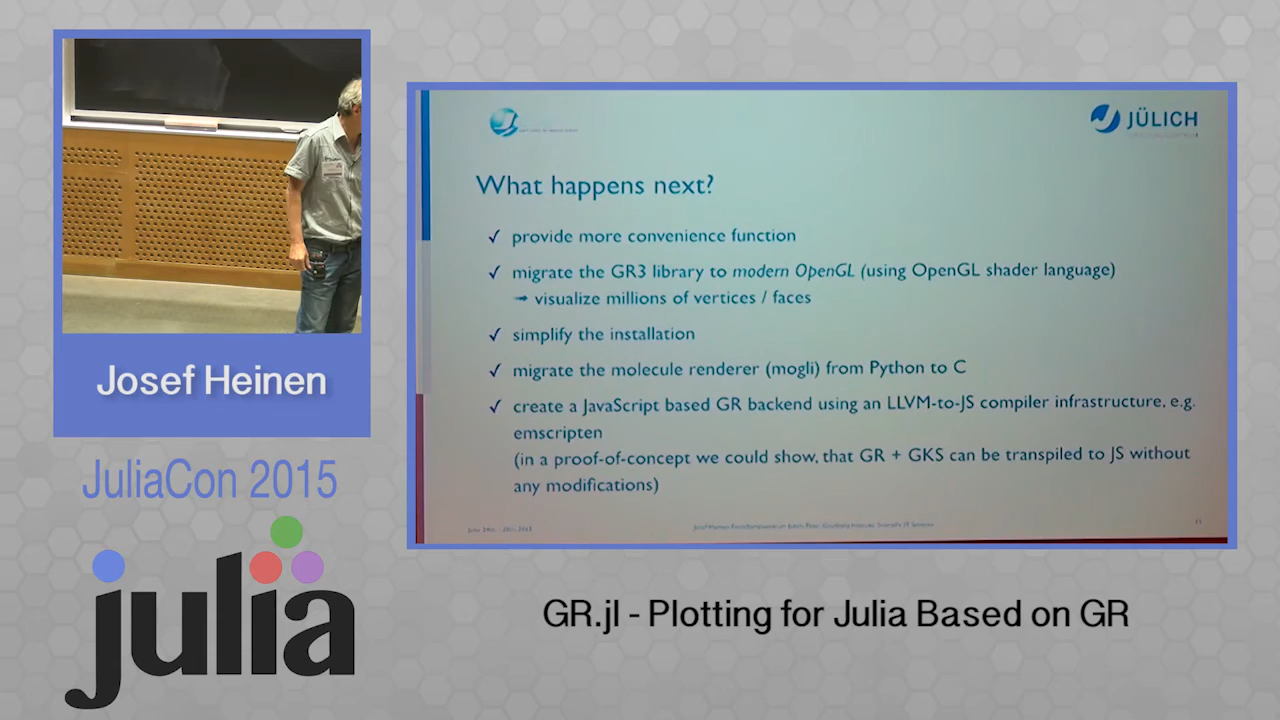 JÜLICH
What happens next?
✓ provide more convenience function
✓ migrate the GR3 library to modern OpenGL (using OpenGL shader language)
→ visualize millions of vertices / faces
✓ simplify the installation
✓ migrate the molecule renderer (mogli) from Python to C
✓ create a JavaScript based GR backend using an LLVM-to-JS compiler infrastructure, e.g.
emscripten
(in a proof-of-concept we could show, that GR + GKS can be transpiled to JS without
any modifications)
Josef Heinen
JuliaCon 2015
julia
GR.jl - Plotting for Julia Based on GR